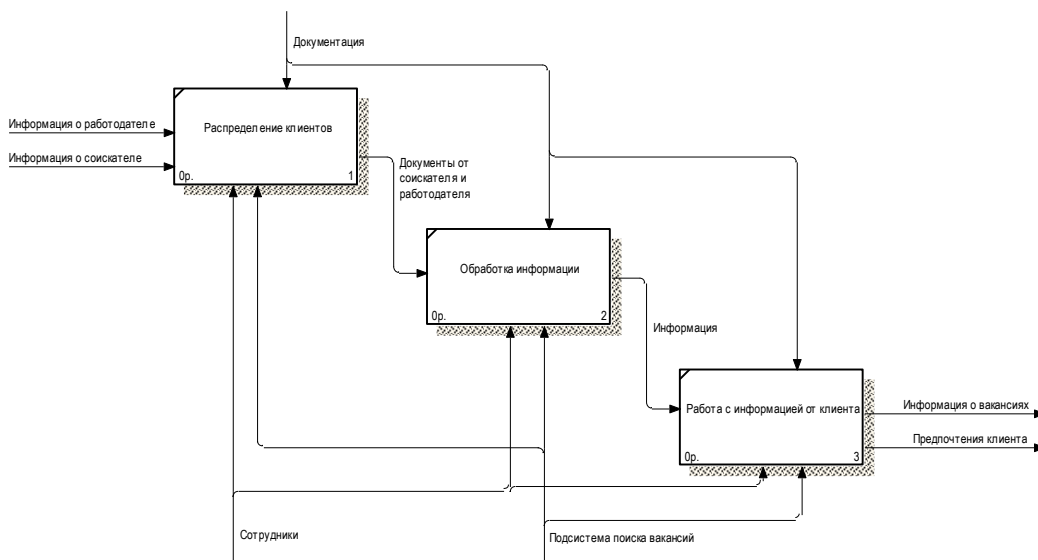 Документация
Информация о работодателе
Распределение клиентов
Информация о соискателе
0р.
1
Документы от
соискателя и
работодателя
Обработка информации
0р.
2
Информация
Работа с информацией от клиента
Информация о вакансиях
Предпочтения клиента
0р.
3
Сотрудники
Подсистема поиска вакансий